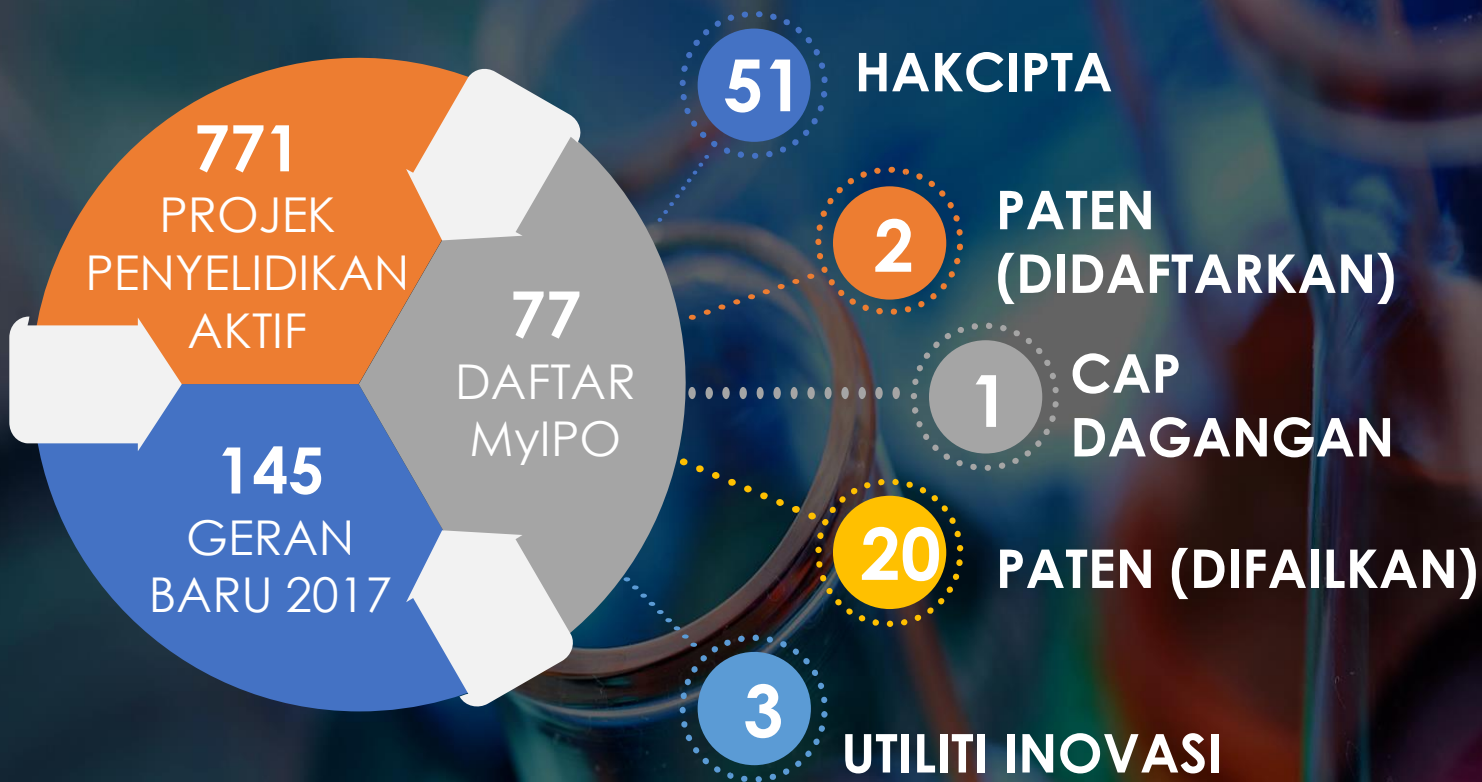 771
PROJEK
PENYELIDIKAN
AKTIF
145
GERAN
BARU 2017
77
DAFTAR
MyIPO
51
HAKCIPTA
2
PATEN
(DIDAFTARKAN)
1
CAP
DAGANGAN
20
PATEN (DIFAILKAN)
3
UTILITI INOVASI